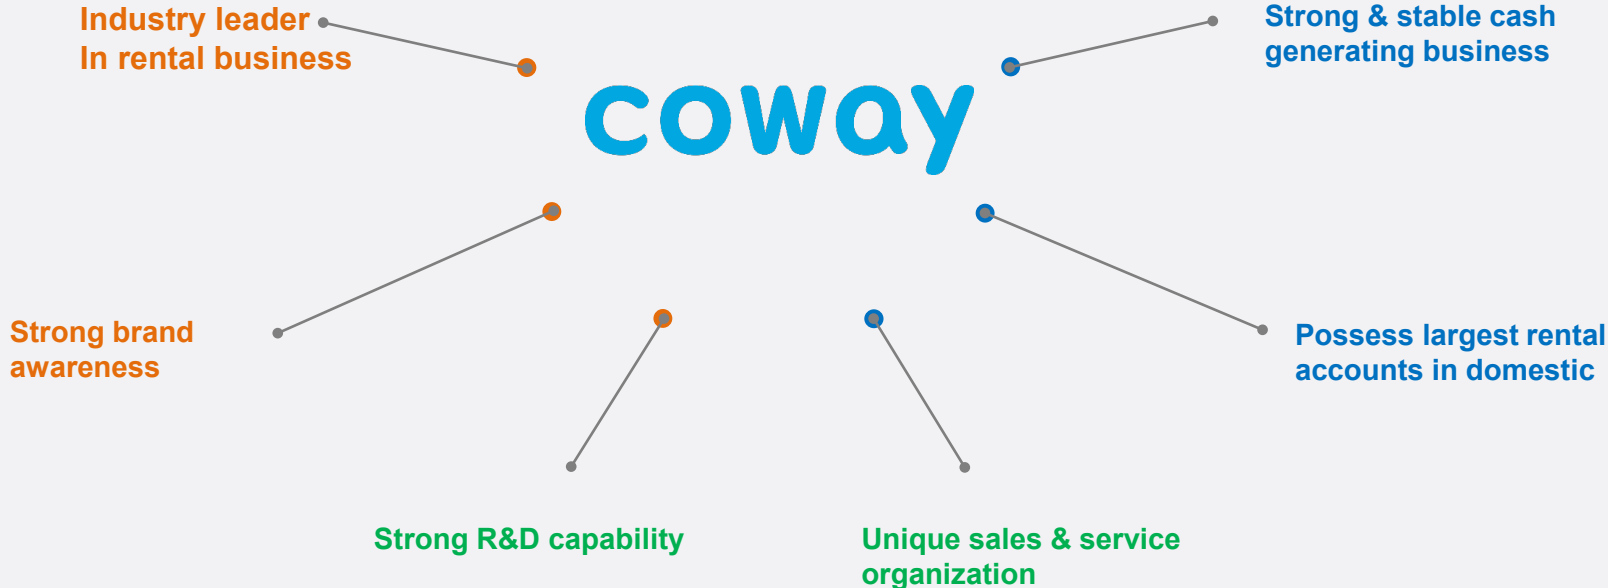 Industry leader
In rental business
Strong & stable cash
generating business
coway
Strong brand
awareness
Possess largest rental
accounts in domestic
Strong R&D capability
Unique sales & service
organization